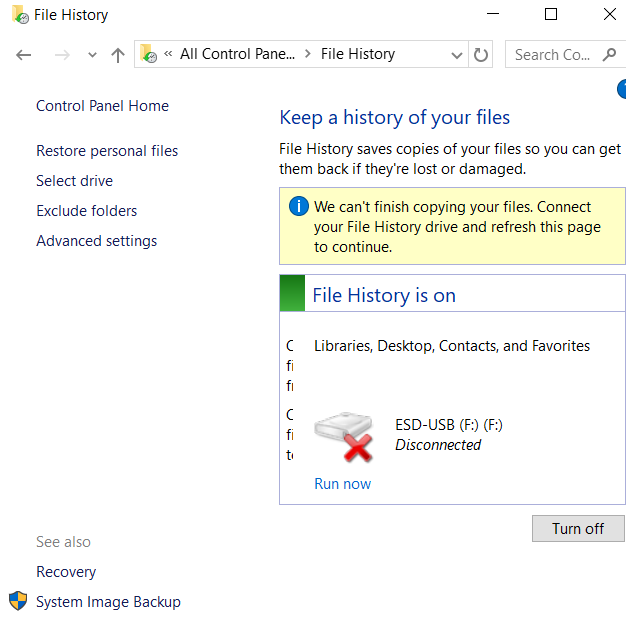 File History
« All Control Pane... > File History
Search Co...
Control Panel Home
Restore personal files
Select drive
Exclude folders
Advanced settings
Keep a history of your files
File History saves copies of your files so you can get
them back if they're lost or damaged.
We can't finish copying your files. Connect
your File History drive and refresh this page
to continue.
File History is on
Libraries, Desktop, Contacts, and Favorites
ESD-USB (F:) (F:)
Disconnected
Run now
Turn off
See also
Recovery
System Image Backup